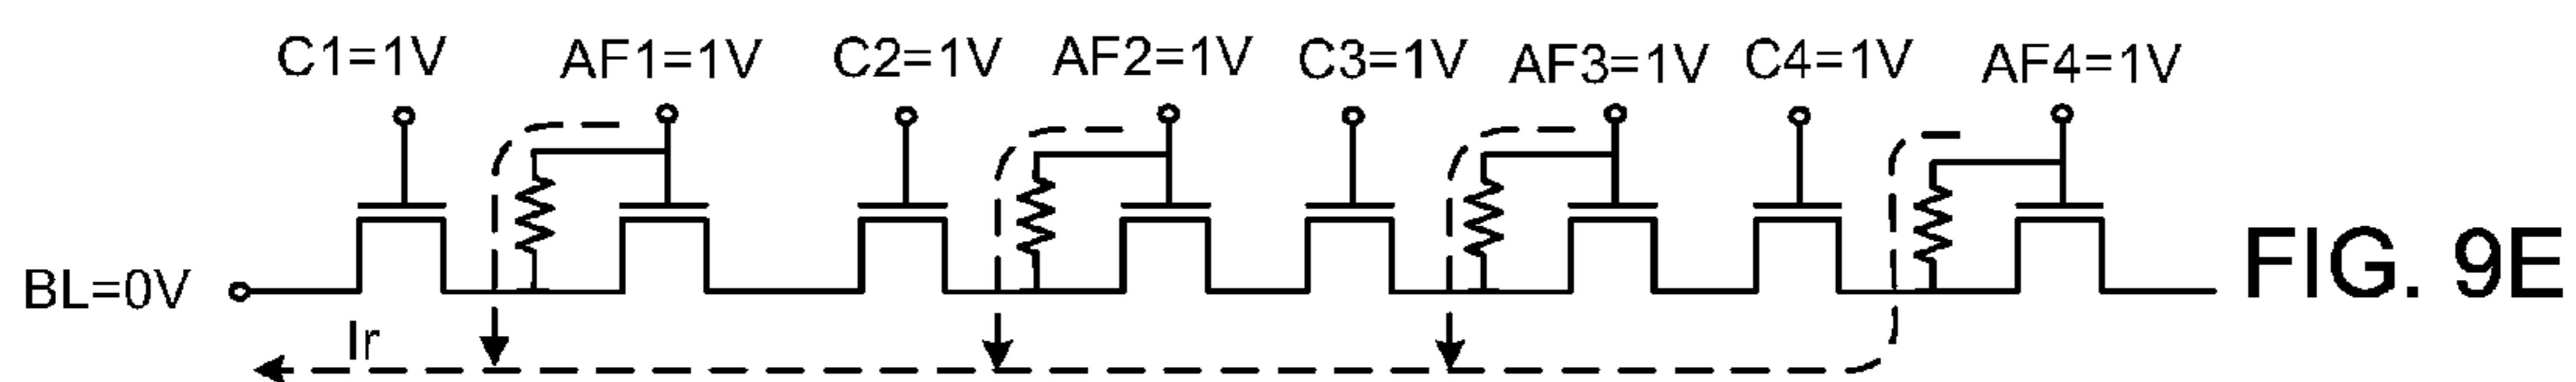 C1=1V AF1=1V C2=1V AF2=1V C3=1V AF3=1V C4=1V AF4=1V
BL=0V
Ir
FIG. 9E